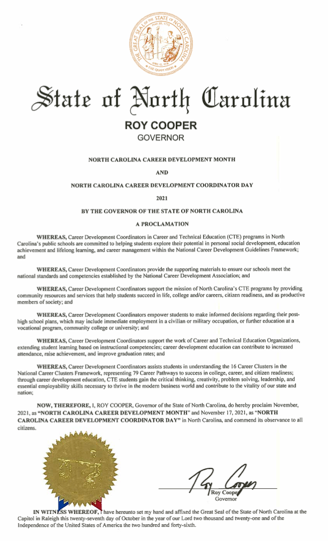 State of North Carolina
ROY COOPER
GOVERNOR
NORTH CAROLINA CAREER DEVELOPMENT MONTH
AND
NORTH CAROLINA CAREER DEVELOPMENT COORDINATOR DAY
2021
BY THE GOVERNOR OF THE STATE OF NORTH CAROLINA
A PROCLAMATION
WHEREAS, Career Development Coordinators in Career and Technical Education (CTE) programs in North
Carolina's public schools are committed to helping students explore their potential in personal social development, education
achievement and lifelong learning, and career management within the National Career Development Guidelines Framework;
and
WHEREAS, Career Development Coordinators provide the supporting materials to ensure our schools meet the
national standards and competencies established by the National Career Development Association; and
WHEREAS, Career Development Coordinators support the mission of North Carolina's CTE programs by providing
community resources and services that help students succeed in life, college and/or careers, citizen readiness, and as productive
members of society; and
WHEREAS, Career Development Coordinators empower students to make informed decisions regarding their post-
high school plans, which may include immediate employment in a civilian or military occupation, or further education at a
vocational program, community college or university; and
WHEREAS, Career Development Coordinators support the work of Career and Technical Education Organizations,
extending student learning based on instructional competencies; career development education can contribute to increased
attendance, raise achievement, and improve graduation rates; and
WHEREAS, Career Development Coordinators assists students in understanding the 16 Career Clusters in the
National Career Clusters Framework, representing 79 Career Pathways to success in college, career, and citizen readiness;
through career development education, CTE students gain the critical thinking, creativity, problem solving, leadership, and
essential employability skills necessary to thrive in the modern business world and contribute to the vitality of our state and
nation;
NOW, THEREFORE, I, ROY COOPER, Governor of the State of North Carolina, do hereby proclaim November,
2021, as "NORTH CAROLINA CAREER DEVELOPMENT MONTH" and November 17, 2021, as "NORTH
CAROLINA CAREER DEVELOPMENT COORDINATOR DAY" in North Carolina, and commend its observance to all
citizens.
Roy Cooper
Roy Cooper
Governor
IN WITNESS WHEREOF, I have hereunto set my hand and affixed the Great Seal of the State of North Carolina at the
Capitol in Raleigh this twenty-seventh day of October in the year of our Lord two thousand and twenty-one and of the
Independence of the United States of America the two hundred and forty-sixth.